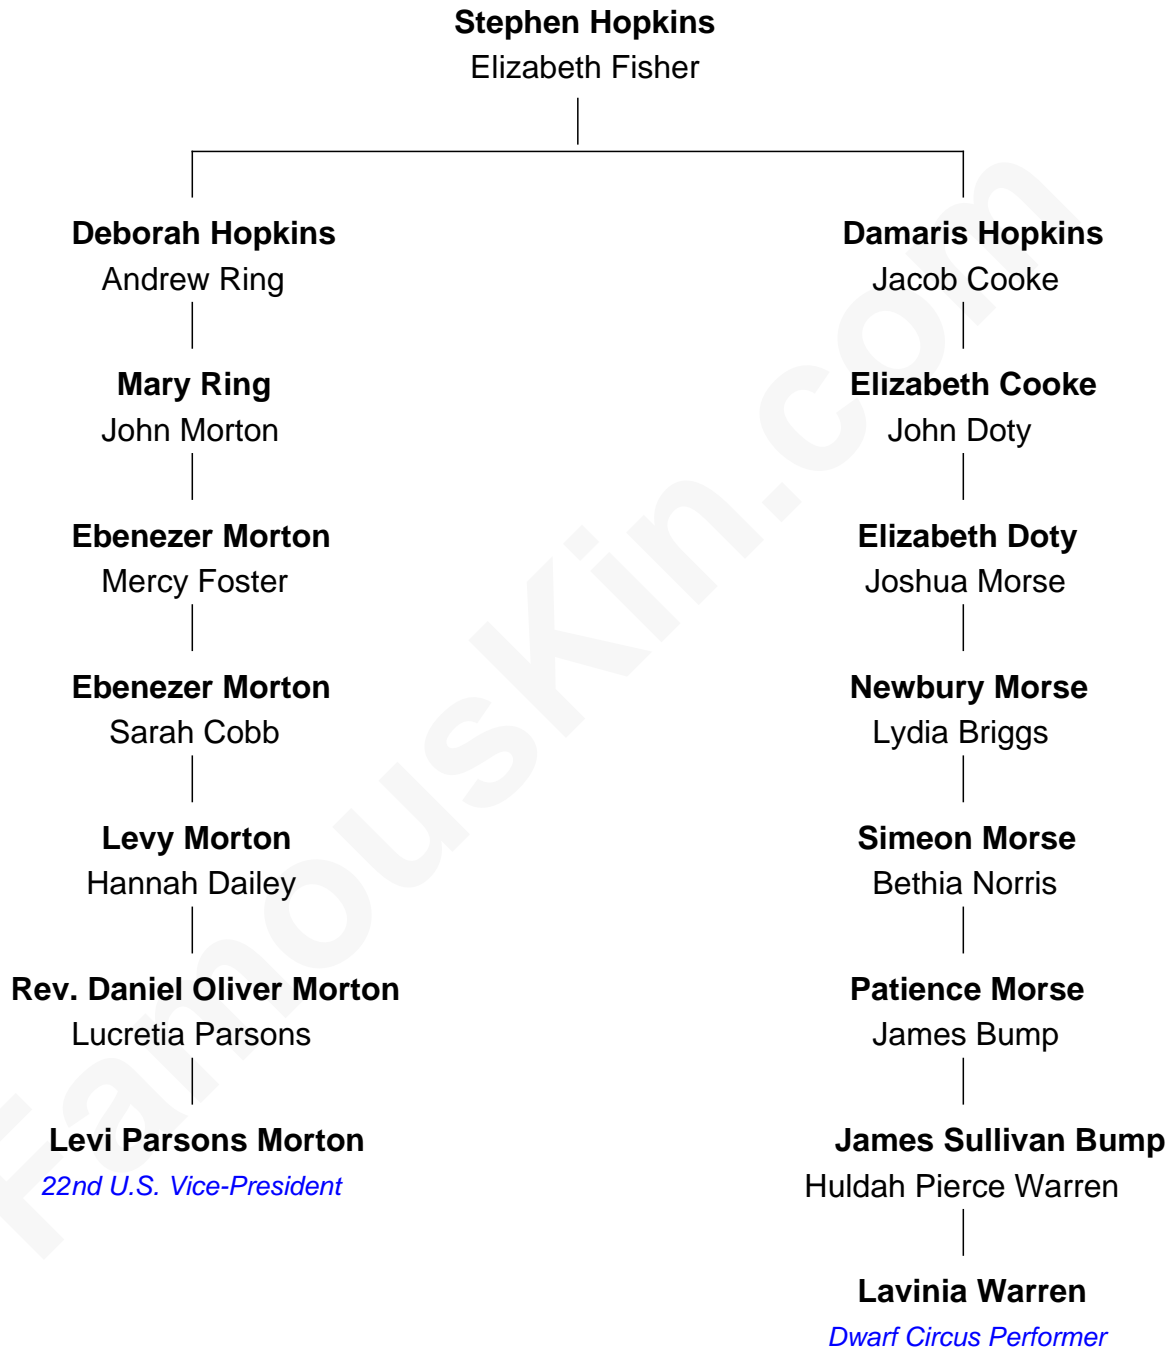 Stephen Hopkins
Elizabeth Fisher
Deborah Hopkins
Andrew Ring
Mary Ring
John Morton
Ebenezer Morton
Mercy Foster
Ebenezer Morton
Sarah Cobb
Levy Morton
Hannah Dailey
Rev. Daniel Oliver Morton
Lucretia Parsons
Levi Parsons Morton
22nd U.S. Vice-President
Damaris Hopkins
Jacob Cooke
Elizabeth Cooke
John Doty
Elizabeth Doty
Joshua Morse
Newbury Morse
Lydia Briggs
Simeon Morse
Bethia Norris
Patience Morse
James Bump
James Sullivan Bump
Huldah Pierce Warren
Lavinia Warren
Dwarf Circus Performer
FamousKin.com